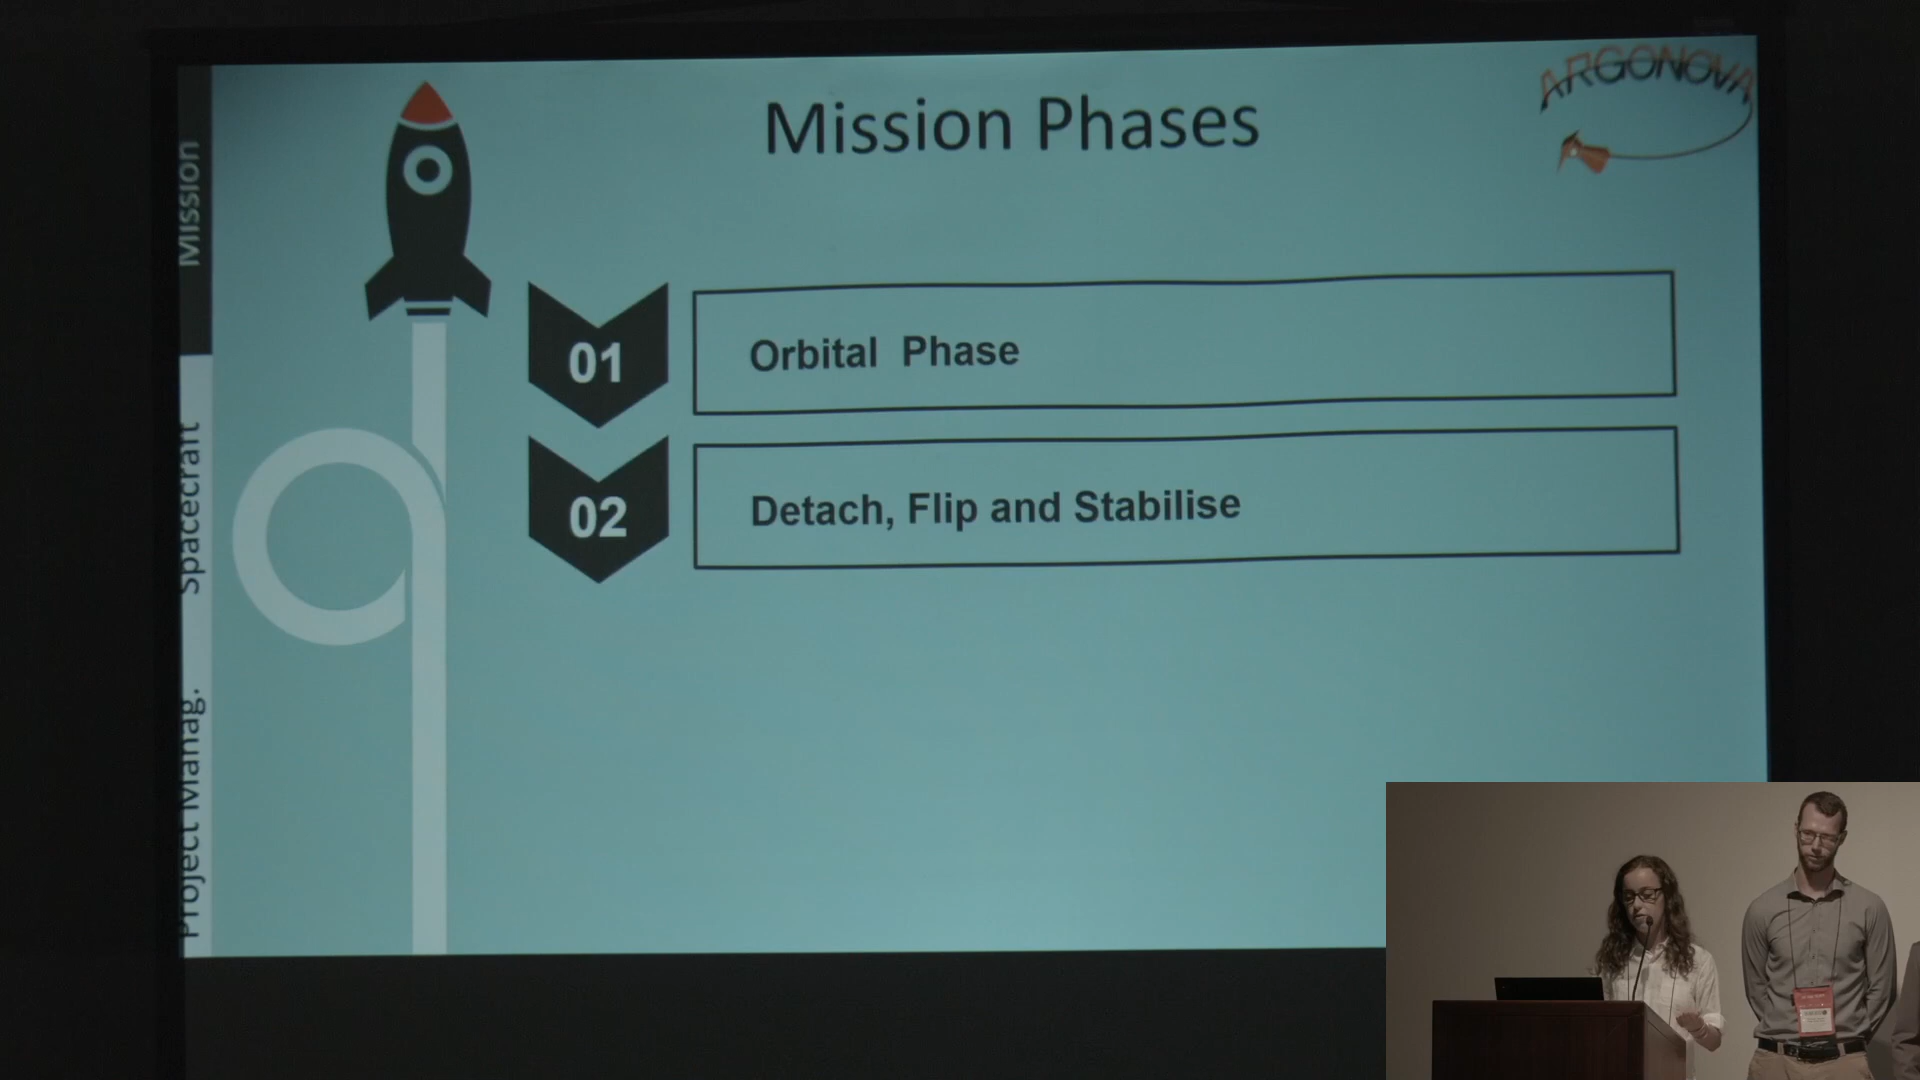 Mission Phases
ARGONOVA
Mission
Spacecraft
Project Manag.
01
Orbital Phase
02
Detach, Flip and Stabilise